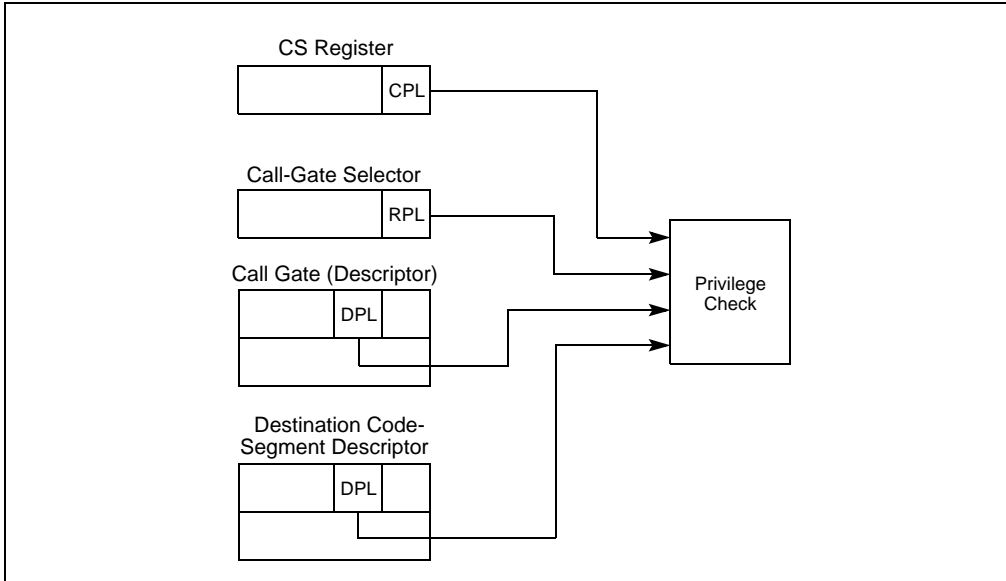 CS Register
CPL
Call-Gate Selector
RPL
Call Gate (Descriptor)
DPL
Privilege
Check
Destination Code-
Segment Descriptor
DPL